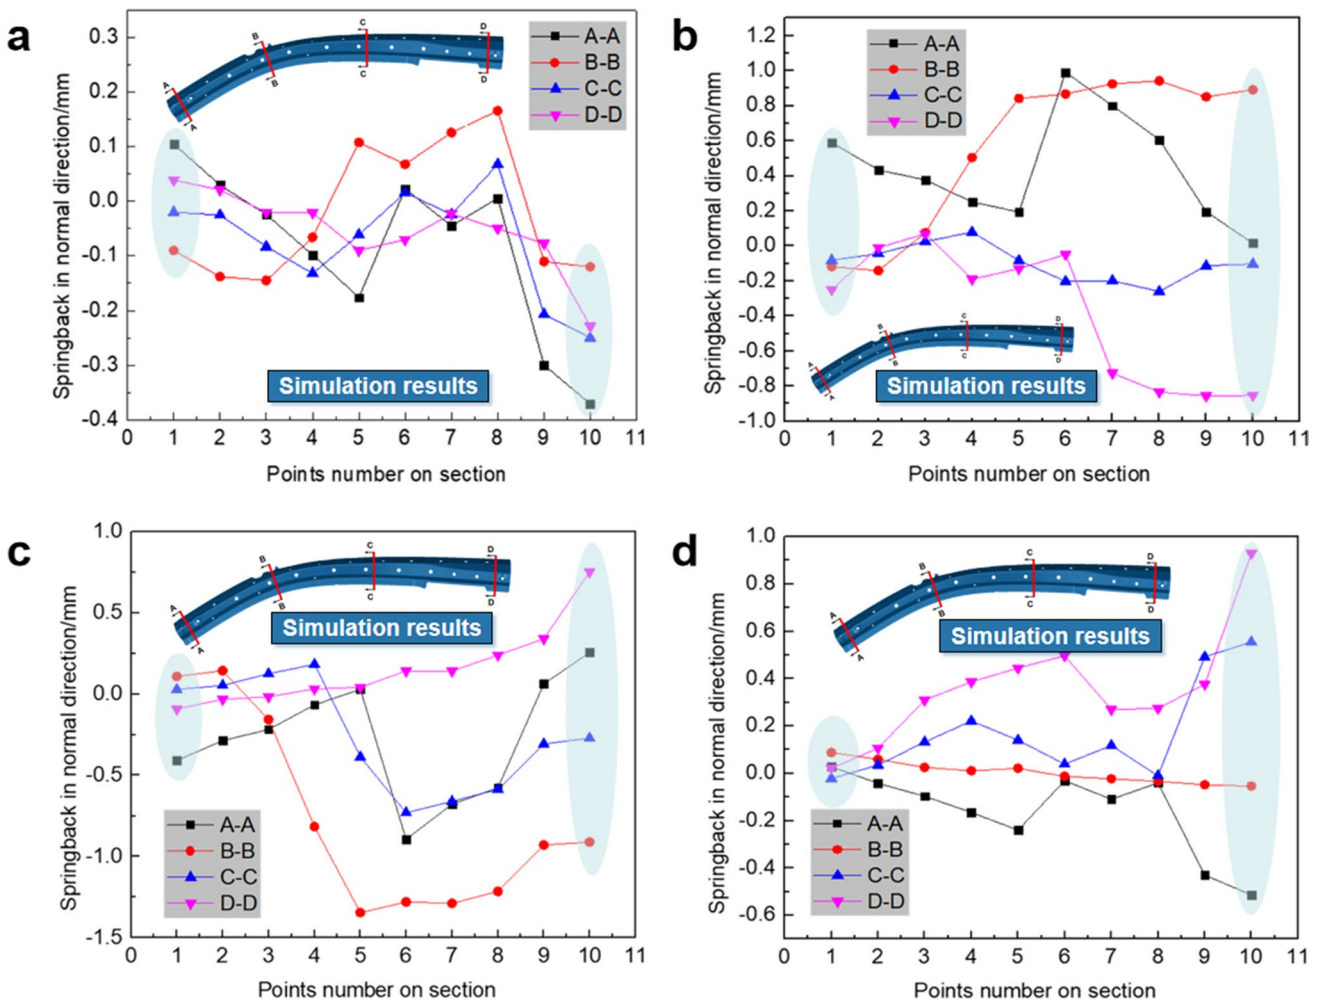 a
0.3
0.2
0.1
0.0
-0.1
-0.2
-0.3
-0.4
Springback in normal direction/mm
A-A
B-B
C-C
D-D
A
A
B
B
C
C
D
D
Simulation results
0 1 2 3 4 5 6 7 8 9 10 11
Points number on section
b
1.2
1.0
0.8
0.6
0.4
0.2
0.0
-0.2
-0.4
-0.6
-0.8
-1.0
Springback in normal direction/mm
A-A
B-B
C-C
D-D
A
A
B
B
C
C
D
D
Simulation results
0 1 2 3 4 5 6 7 8 9 10 11
Points number on section
c
1.0
0.5
0.0
-0.5
-1.0
-1.5
Springback in normal direction/mm
A
A
B
B
C
C
D
D
Simulation results
A-A
B-B
C-C
D-D
0 1 2 3 4 5 6 7 8 9 10 11
Points number on section
d
1.0
0.8
0.6
0.4
0.2
0.0
-0.2
-0.4
-0.6
Springback in normal direction/mm
A
A
B
B
C
C
D
D
Simulation results
A-A
B-B
C-C
D-D
0 1 2 3 4 5 6 7 8 9 10 11
Points number on section